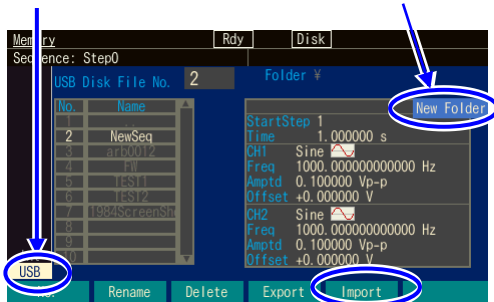 Memory Rdy Disk
Sequence: Step0
USB Disk File No. 2 Folder ¥
New Folder
No. Name
1
2 NewSeq
3 arb0012
4 FW
5 TEST1
6 TEST2
7 1984ScreenSh
8
9
StartStep 1
Time 1.000000 s
CH1 Sine
Freq 1000.000000000000 Hz
Amptd 0.100000 Vp-p
Offset +0.000000 V
CH2 Sine
Freq 1000.000000000000 Hz
Amptd 0.100000 Vp-p
Offset +0.000000 V
USB
No. Rename Delete Export Import